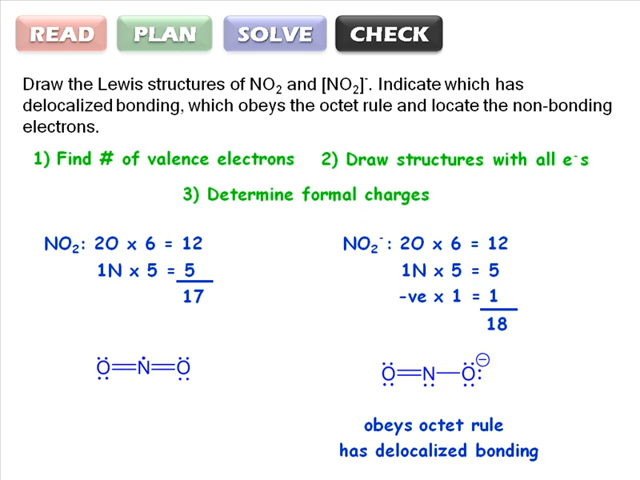 READ PLAN SOLVE CHECK
Draw the Lewis structures of NO₂ and [NO₂]⁻. Indicate which has
delocalized bonding, which obeys the octet rule and locate the non-bonding
electrons.
1) Find # of valence electrons 2) Draw structures with all e⁻s
3) Determine formal charges
NO₂: 2O x 6 = 12
1N x 5 = 5
17
O=N=O
NO₂⁻: 2O x 6 = 12
1N x 5 = 5
-ve x 1 = 1
18
O=N—O⊖
obeys octet rule
has delocalized bonding